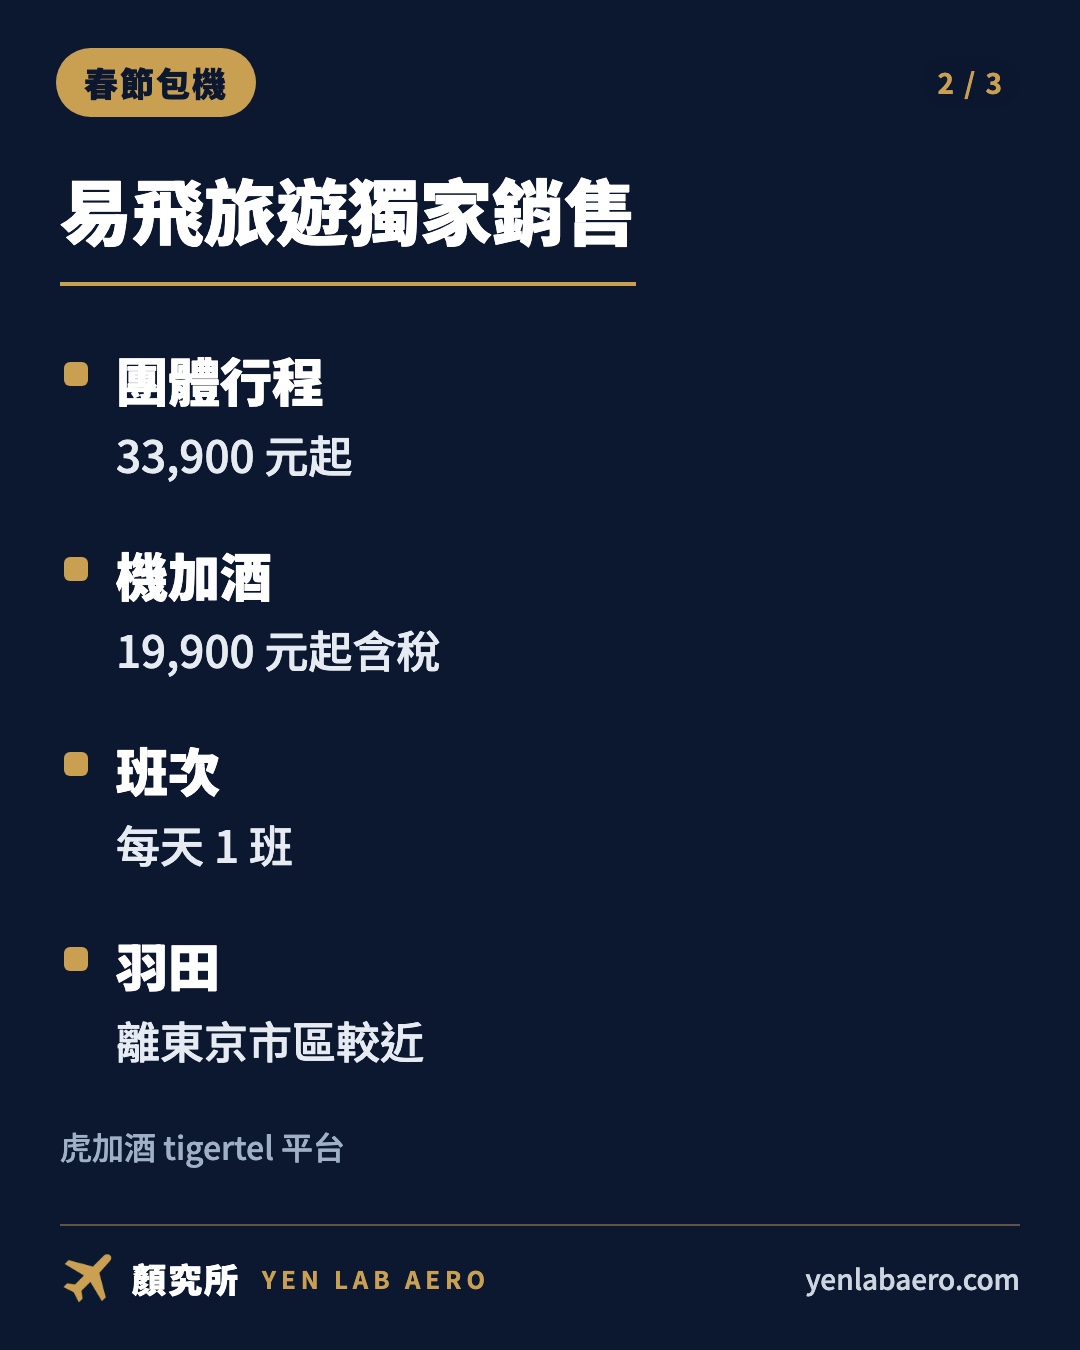 春節包機
2 / 3
易飛旅遊獨家銷售
團體行程
33,900 元起
機加酒
19,900 元起含稅
班次
每天 1 班
羽田
離東京市區較近
虎加酒 tigertel 平台
顏究所 YEN LAB AERO
yenlabaero.com